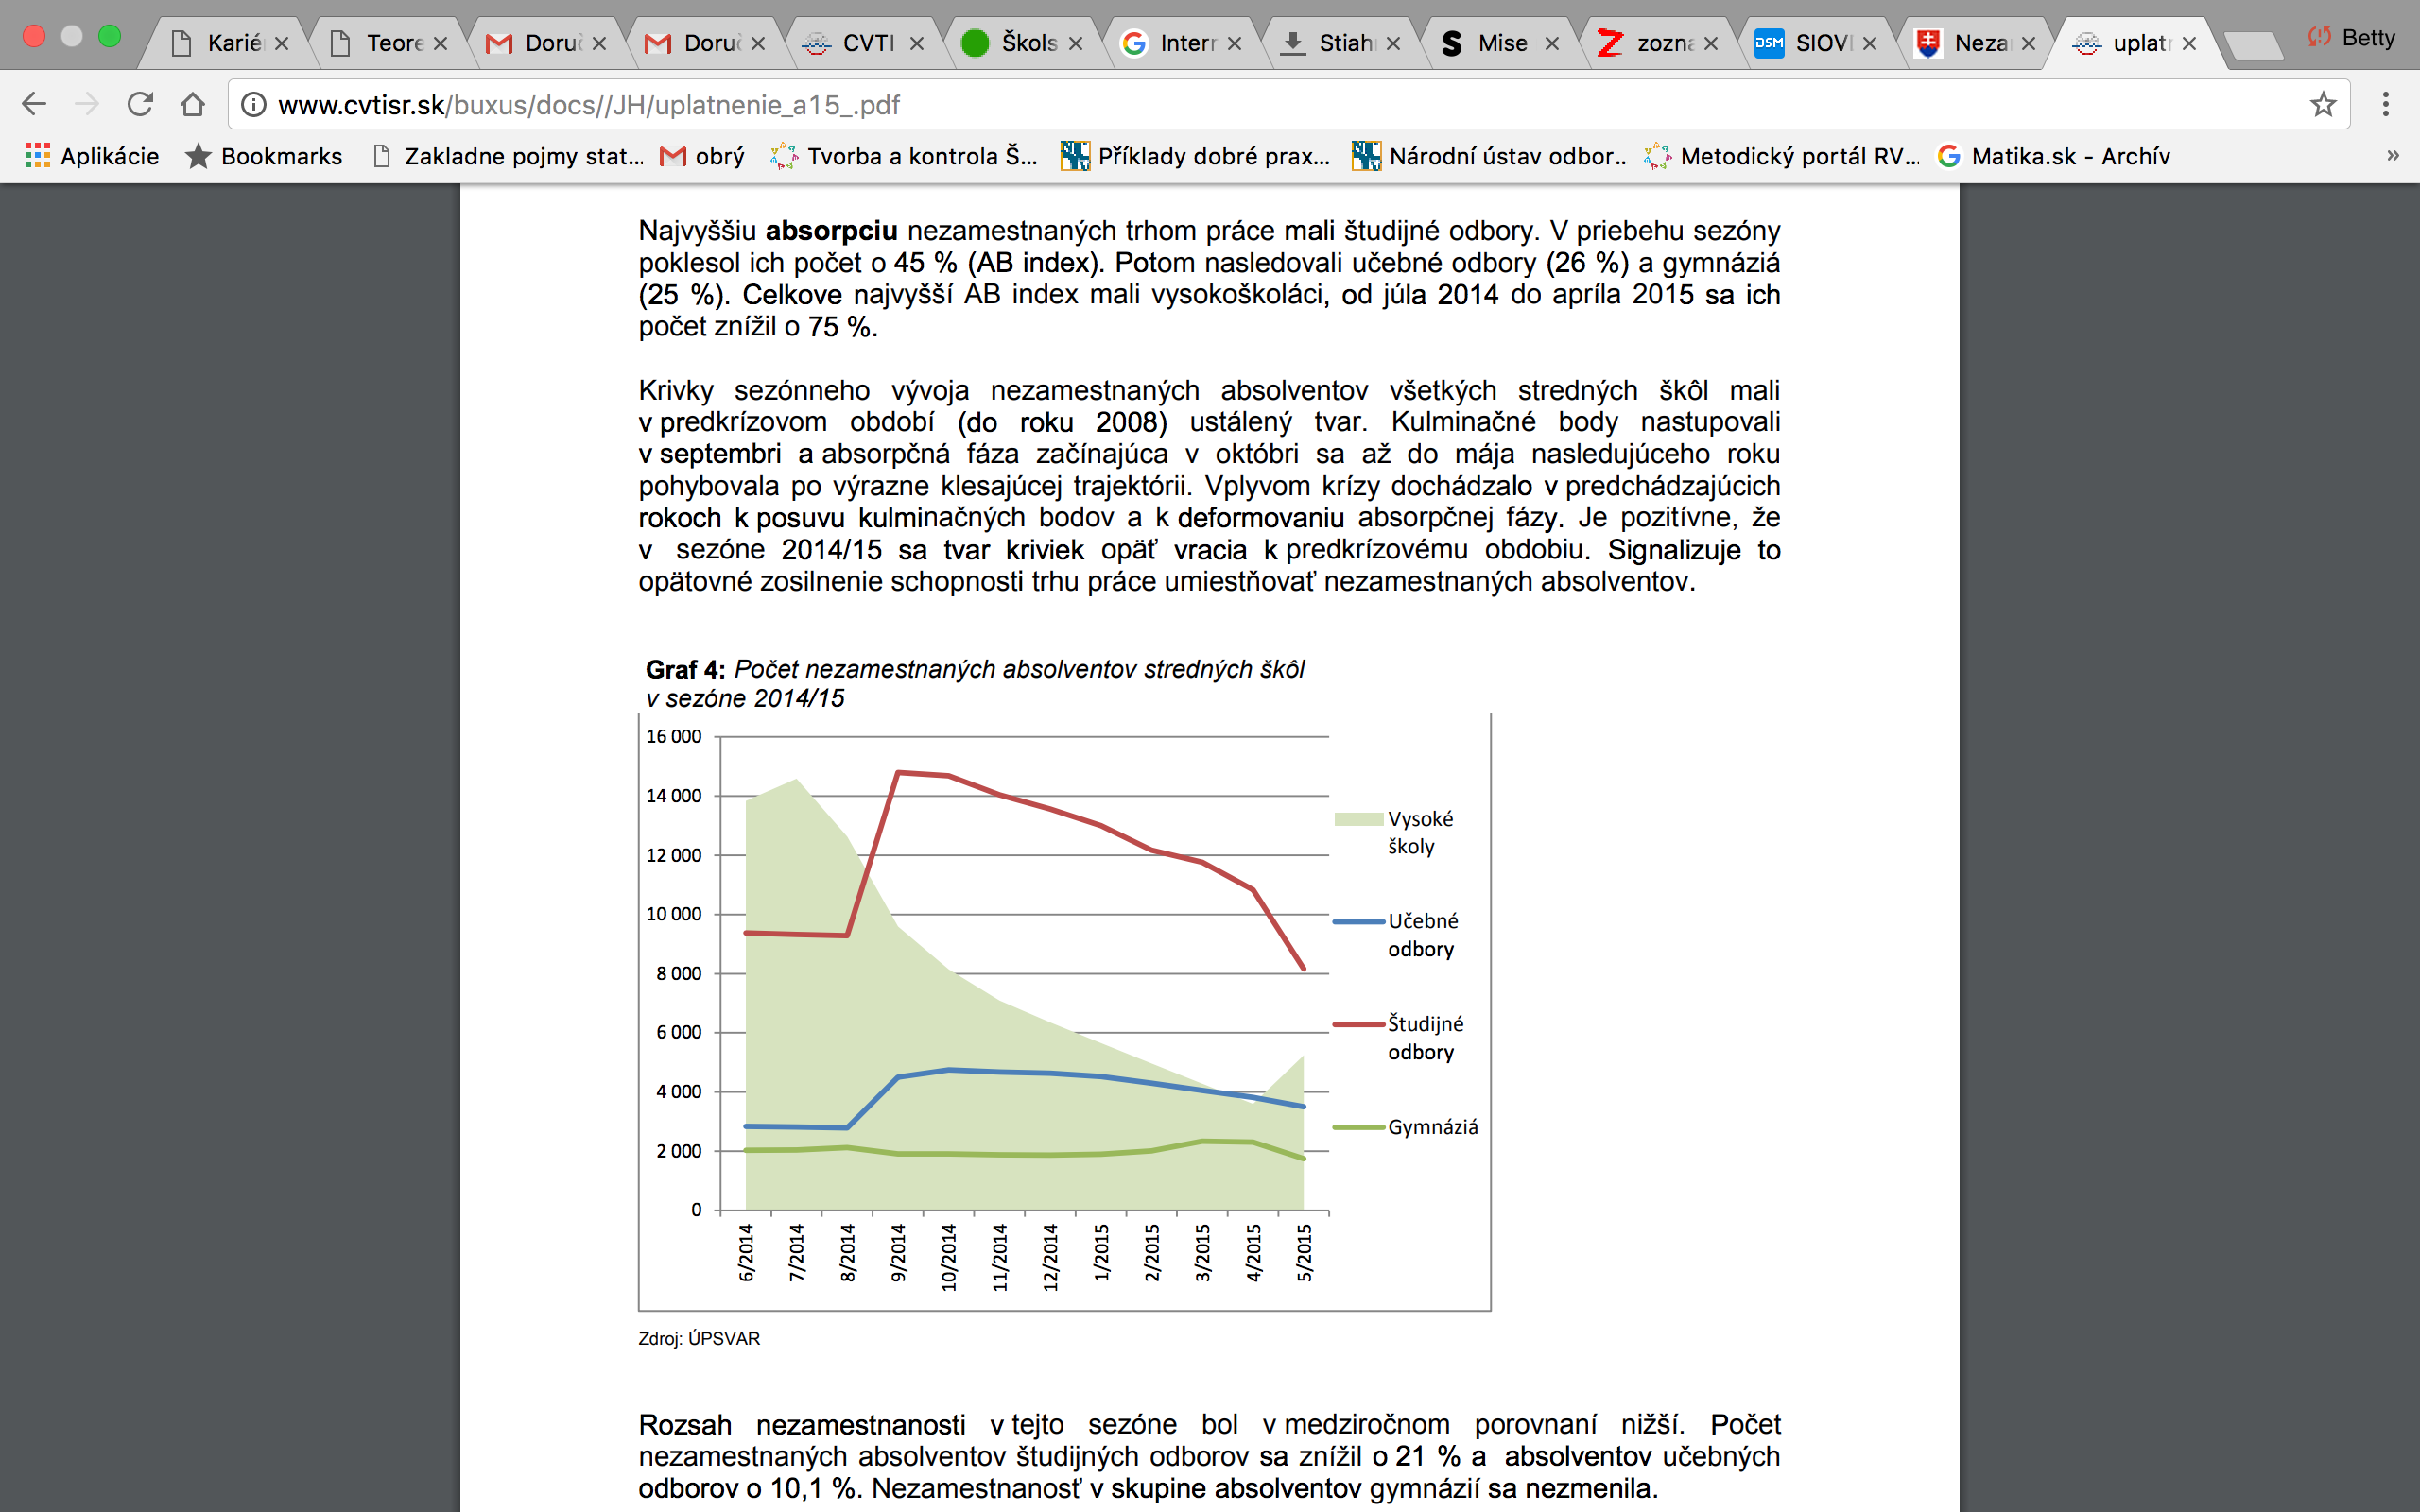 Karié
Teore
Doruč
Doruč
CVTI
Škols
Intern
Stiah
Mise
zozna
SIOV
Neza
uplatn
Betty
www.cvtisr.sk/buxus/docs//JH/uplatnenie_a15_.pdf
Aplikácie
Bookmarks
Zakladne pojmy stat...
obrý
Tvorba a kontrola Š...
Příklady dobré prax...
Národní ústav odbor...
Metodický portál RV...
Matika.sk - Archív
Najvyššiu absorpciu nezamestnaných trhom práce mali študijné odbory. V priebehu sezóny
poklesol ich počet o 45 % (AB index). Potom nasledovali učebné odbory (26 %) a gymnáziá
(25 %). Celkove najvyšší AB index mali vysokoškoláci, od júla 2014 do apríla 2015 sa ich
počet znížil o 75 %.
Krivky sezónneho vývoja nezamestnaných absolventov všetkých stredných škôl mali
v predkrízovom období (do roku 2008) ustálený tvar. Kulminačné body nastupovali
v septembri a absorpčná fáza začínajúca v októbri sa až do mája nasledujúceho roku
pohybovala po výrazne klesajúcej trajektórii. Vplyvom krízy dochádzalo v predchádzajúcich
rokoch k posuvu kulminačných bodov a k deformovaniu absorpčnej fázy. Je pozitívne, že
v sezóne 2014/15 sa tvar kriviek opäť vracia k predkrízovému obdobiu. Signalizuje to
opätovné zosilnenie schopnosti trhu práce umiestňovať nezamestnaných absolventov.
Graf 4: Počet nezamestnaných absolventov stredných škôl
v sezóne 2014/15
16 000
14 000
12 000
10 000
8 000
6 000
4 000
2 000
0
6/2014
7/2014
8/2014
9/2014
10/2014
11/2014
12/2014
1/2015
2/2015
3/2015
4/2015
5/2015
Vysoké
školy
Učebné
odbory
Študijné
odbory
Gymnáziá
Zdroj: ÚPSVAR
Rozsah nezamestnanosti v tejto sezóne bol v medziročnom porovnaní nižší. Počet
nezamestnaných absolventov študijných odborov sa znížil o 21 % a absolventov učebných
odborov o 10,1 %. Nezamestnanosť v skupine absolventov gymnázií sa nezmenila.